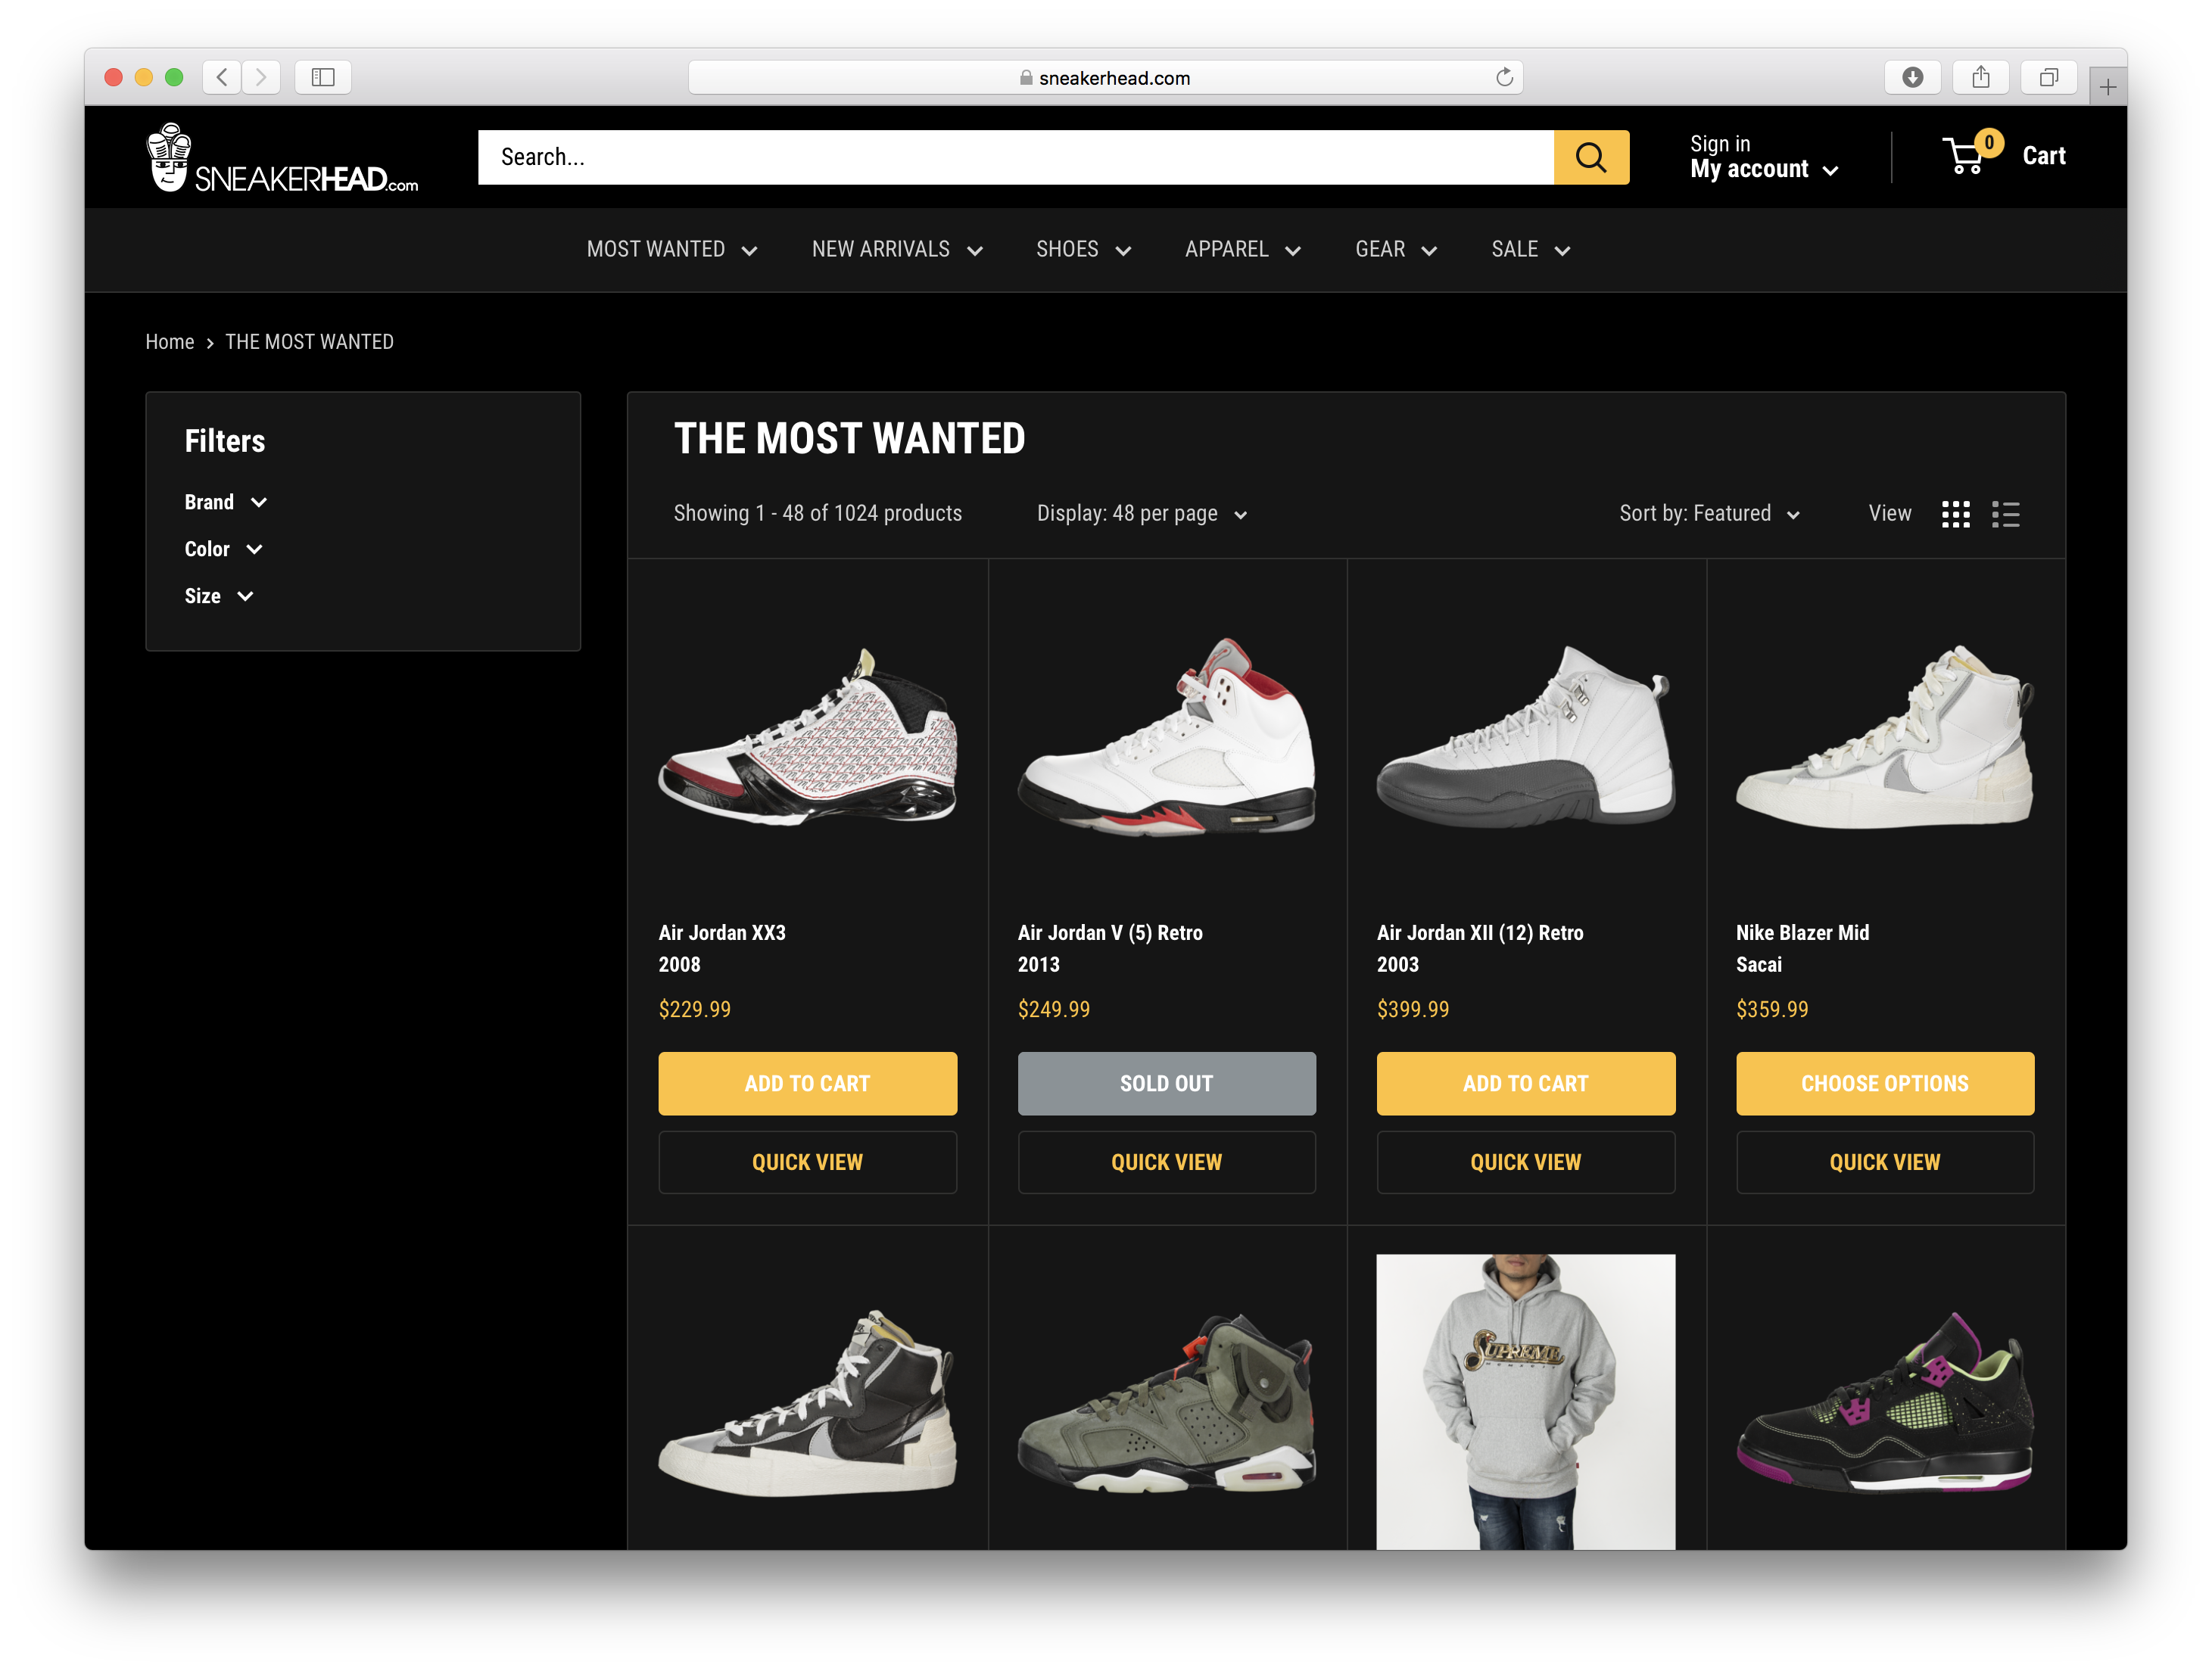 sneakerhead.com
SNEAKERHEAD.com
Search...
Sign in
My account
0
Cart
MOST WANTED
NEW ARRIVALS
SHOES
APPAREL
GEAR
SALE
Home
THE MOST WANTED
Filters
Brand
Color
Size
THE MOST WANTED
Showing 1 - 48 of 1024 products
Display: 48 per page
Sort by: Featured
View
Air Jordan XX3
2008
$229.99
ADD TO CART
QUICK VIEW
Air Jordan V (5) Retro
2013
$249.99
SOLD OUT
QUICK VIEW
Air Jordan XII (12) Retro
2003
$399.99
ADD TO CART
QUICK VIEW
Nike Blazer Mid
Sacai
$359.99
CHOOSE OPTIONS
QUICK VIEW
SUPREME